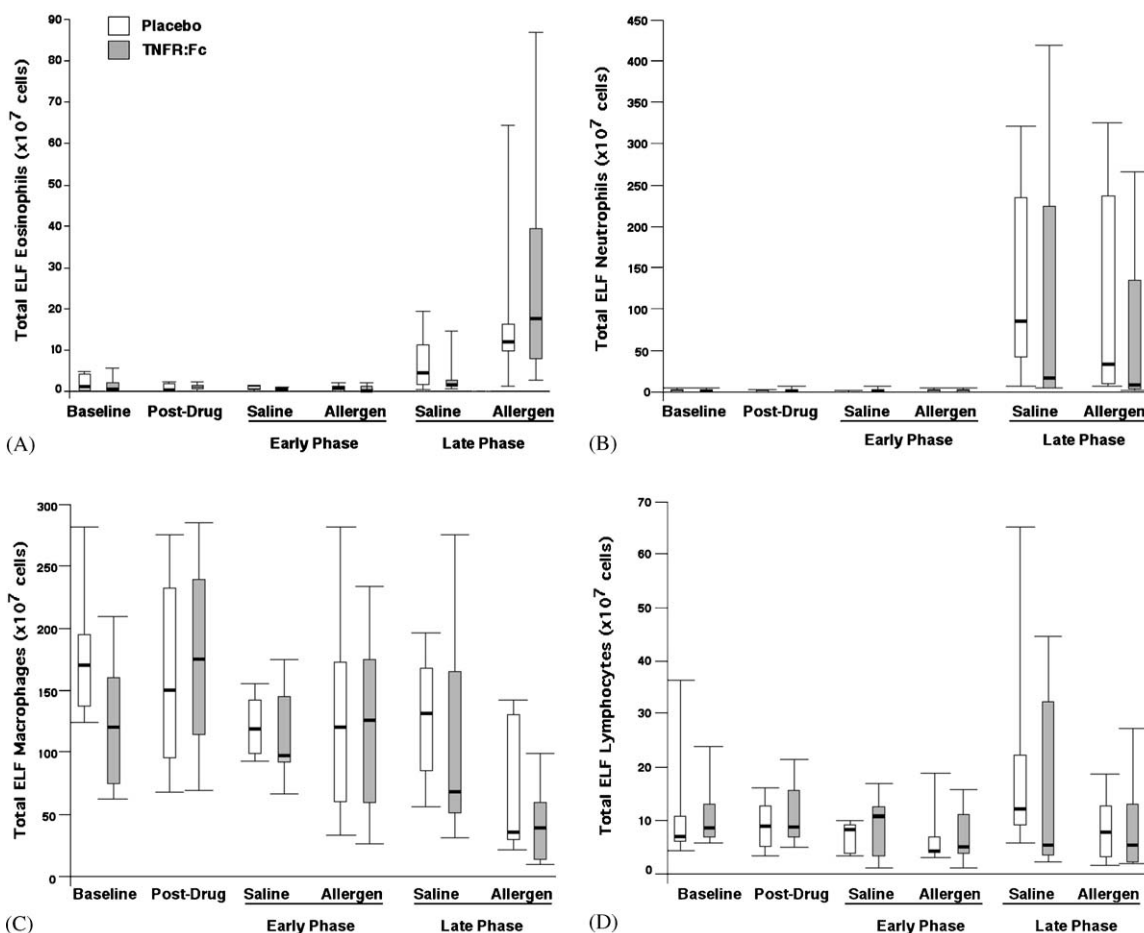 Placebo
TNFR:Fc
Total ELF Eosinophils (x10⁷ cells)
90
80
70
60
50
40
30
20
10
0
Baseline Post-Drug Saline Allergen Saline Allergen
Early Phase Late Phase
(A)
Total ELF Neutrophils (x10⁷ cells)
450
400
350
300
250
200
150
100
50
0
Baseline Post-Drug Saline Allergen Saline Allergen
Early Phase Late Phase
(B)
Total ELF Macrophages (x10⁷ cells)
300
250
200
150
100
50
0
Baseline Post-Drug Saline Allergen Saline Allergen
Early Phase Late Phase
(C)
Total ELF Lymphocytes (x10⁷ cells)
70
60
50
40
30
20
10
0
Baseline Post-Drug Saline Allergen Saline Allergen
Early Phase Late Phase
(D)